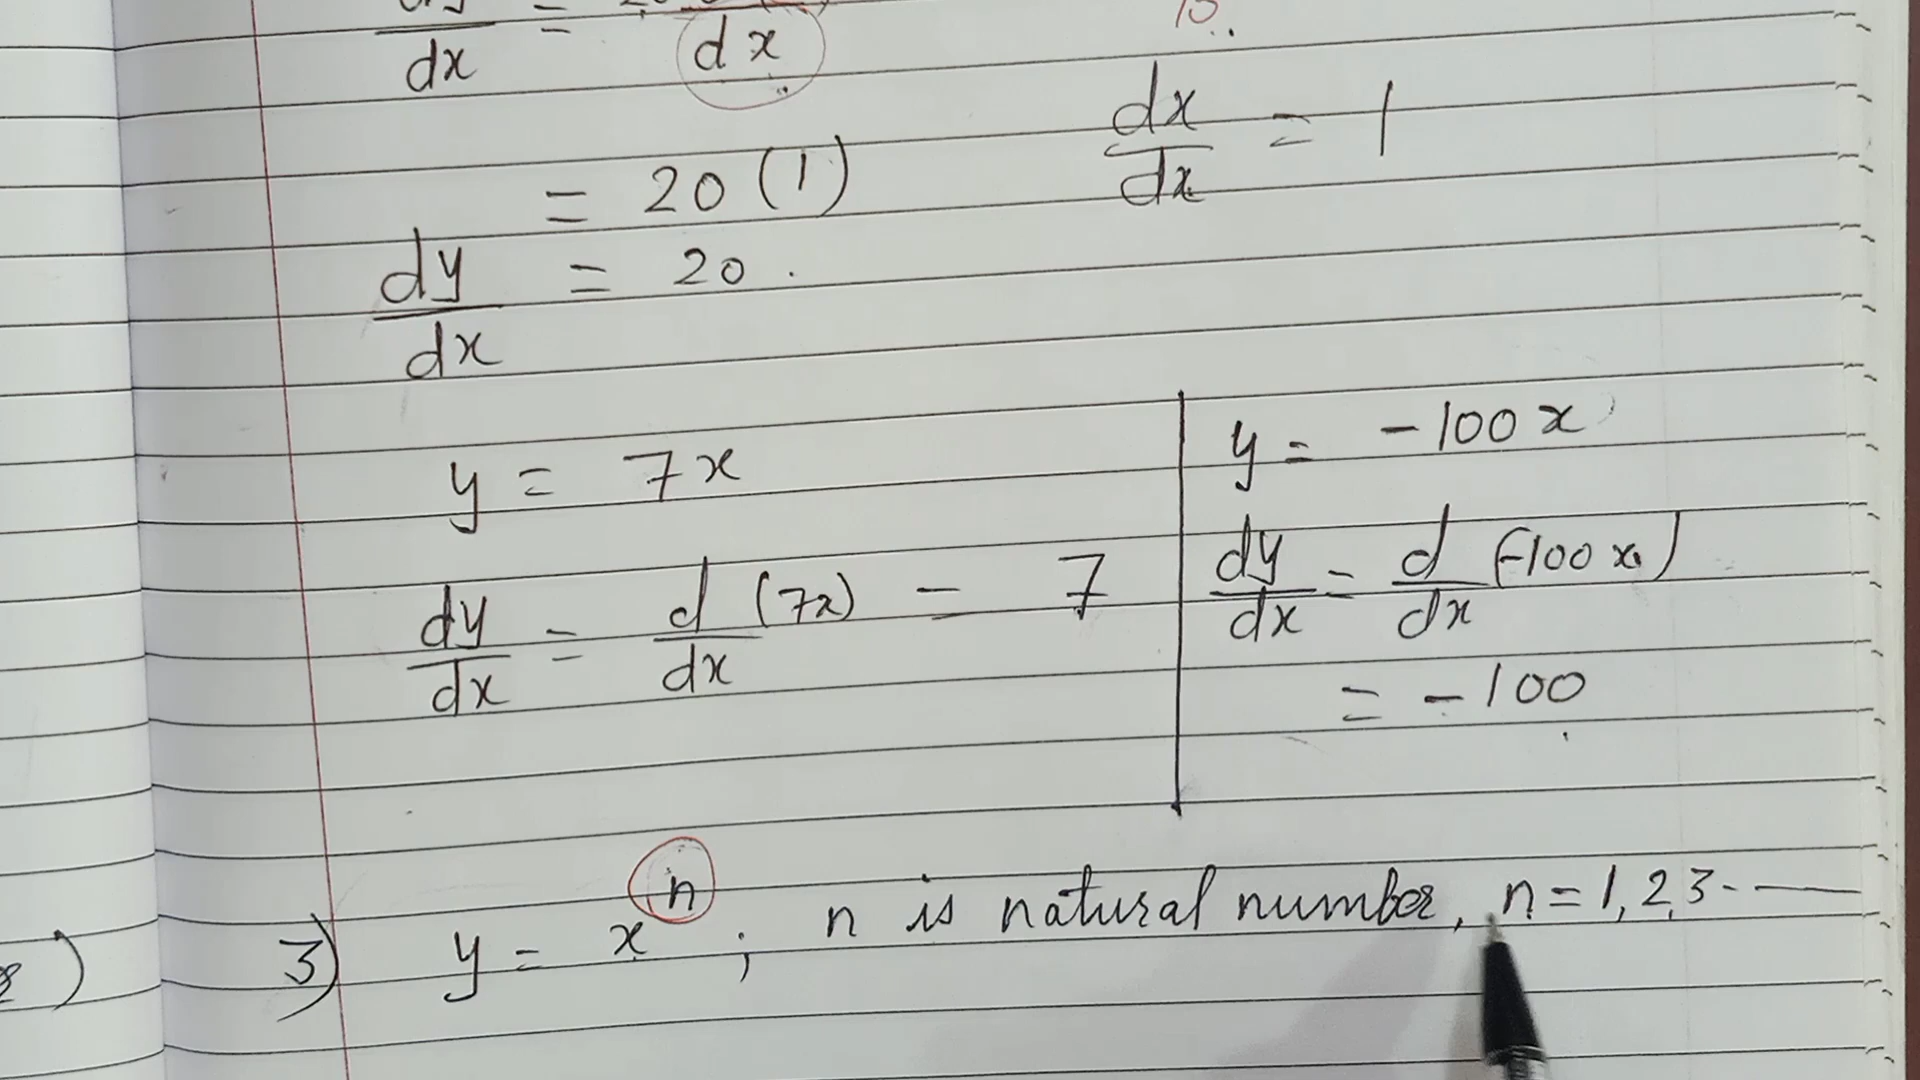 dx = dx
dx/dx = 1
= 20 (1)
dy/dx = 20.
y = 7x
dy/dx = d/dx (7x) = 7
y = -100x
dy/dx = d/dx (-100x)
= -100
3) y = xⁿ ; n is natural number, n = 1, 2, 3 - —